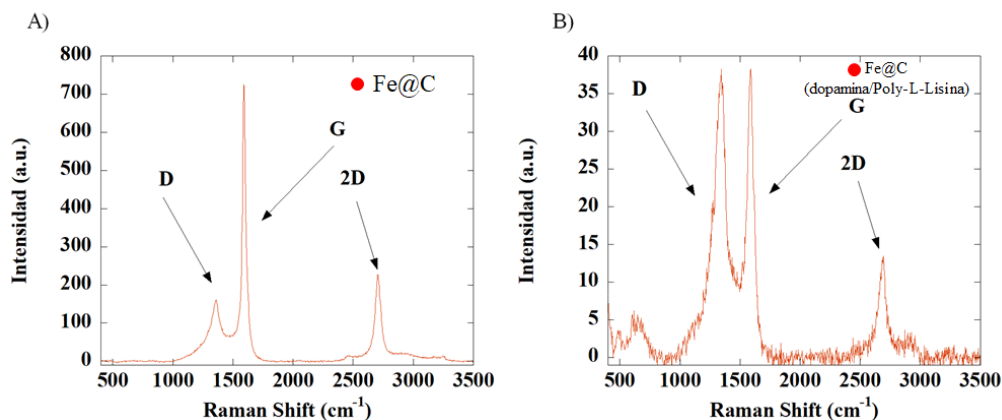 A)
800
700
600
500
400
300
200
100
0
Intensidad (a.u.)
Fe@C
D
G
2D
500 1000 1500 2000 2500 3000 3500
Raman Shift (cm⁻¹)
B)
40
35
30
25
20
15
10
5
0
Intensidad (a.u.)
Fe@C
(dopamina/Poly-L-Lisina)
D
G
2D
500 1000 1500 2000 2500 3000 3500
Raman Shift (cm⁻¹)